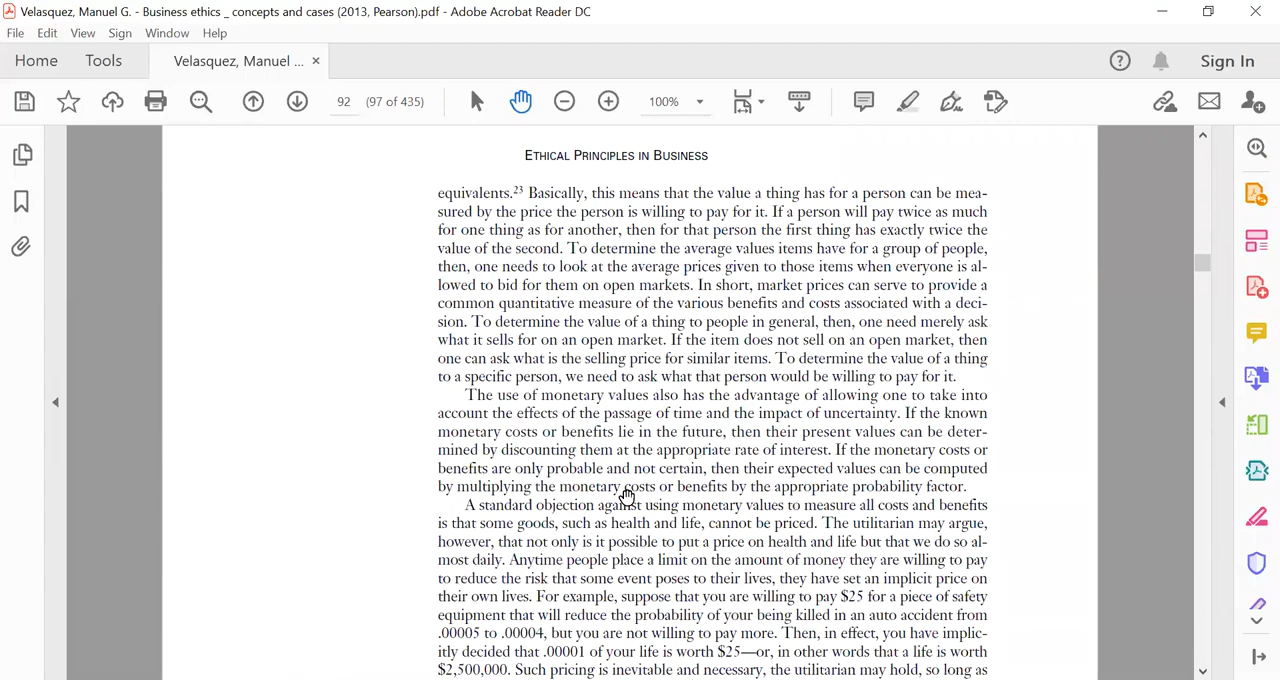 Velasquez, Manuel G. - Business ethics _ concepts and cases (2013, Pearson).pdf - Adobe Acrobat Reader DC
File Edit View Sign Window Help
Home Tools Velasquez, Manuel ... × ? Sign In
92 (97 of 435) 100%
ETHICAL PRINCIPLES IN BUSINESS
equivalents.23 Basically, this means that the value a thing has for a person can be mea-
sured by the price the person is willing to pay for it. If a person will pay twice as much
for one thing as for another, then for that person the first thing has exactly twice the
value of the second. To determine the average values items have for a group of people,
then, one needs to look at the average prices given to those items when everyone is al-
lowed to bid for them on open markets. In short, market prices can serve to provide a
common quantitative measure of the various benefits and costs associated with a deci-
sion. To determine the value of a thing to people in general, then, one need merely ask
what it sells for on an open market. If the item does not sell on an open market, then
one can ask what is the selling price for similar items. To determine the value of a thing
to a specific person, we need to ask what that person would be willing to pay for it.
The use of monetary values also has the advantage of allowing one to take into
account the effects of the passage of time and the impact of uncertainty. If the known
monetary costs or benefits lie in the future, then their present values can be deter-
mined by discounting them at the appropriate rate of interest. If the monetary costs or
benefits are only probable and not certain, then their expected values can be computed
by multiplying the monetary costs or benefits by the appropriate probability factor.
A standard objection against using monetary values to measure all costs and benefits
is that some goods, such as health and life, cannot be priced. The utilitarian may argue,
however, that not only is it possible to put a price on health and life but that we do so al-
most daily. Anytime people place a limit on the amount of money they are willing to pay
to reduce the risk that some event poses to their lives, they have set an implicit price on
their own lives. For example, suppose that you are willing to pay $25 for a piece of safety
equipment that will reduce the probability of your being killed in an auto accident from
.00005 to .00004, but you are not willing to pay more. Then, in effect, you have implic-
itly decided that .00001 of your life is worth $25—or, in other words that a life is worth
$2,500,000. Such pricing is inevitable and necessary, the utilitarian may hold, so long as